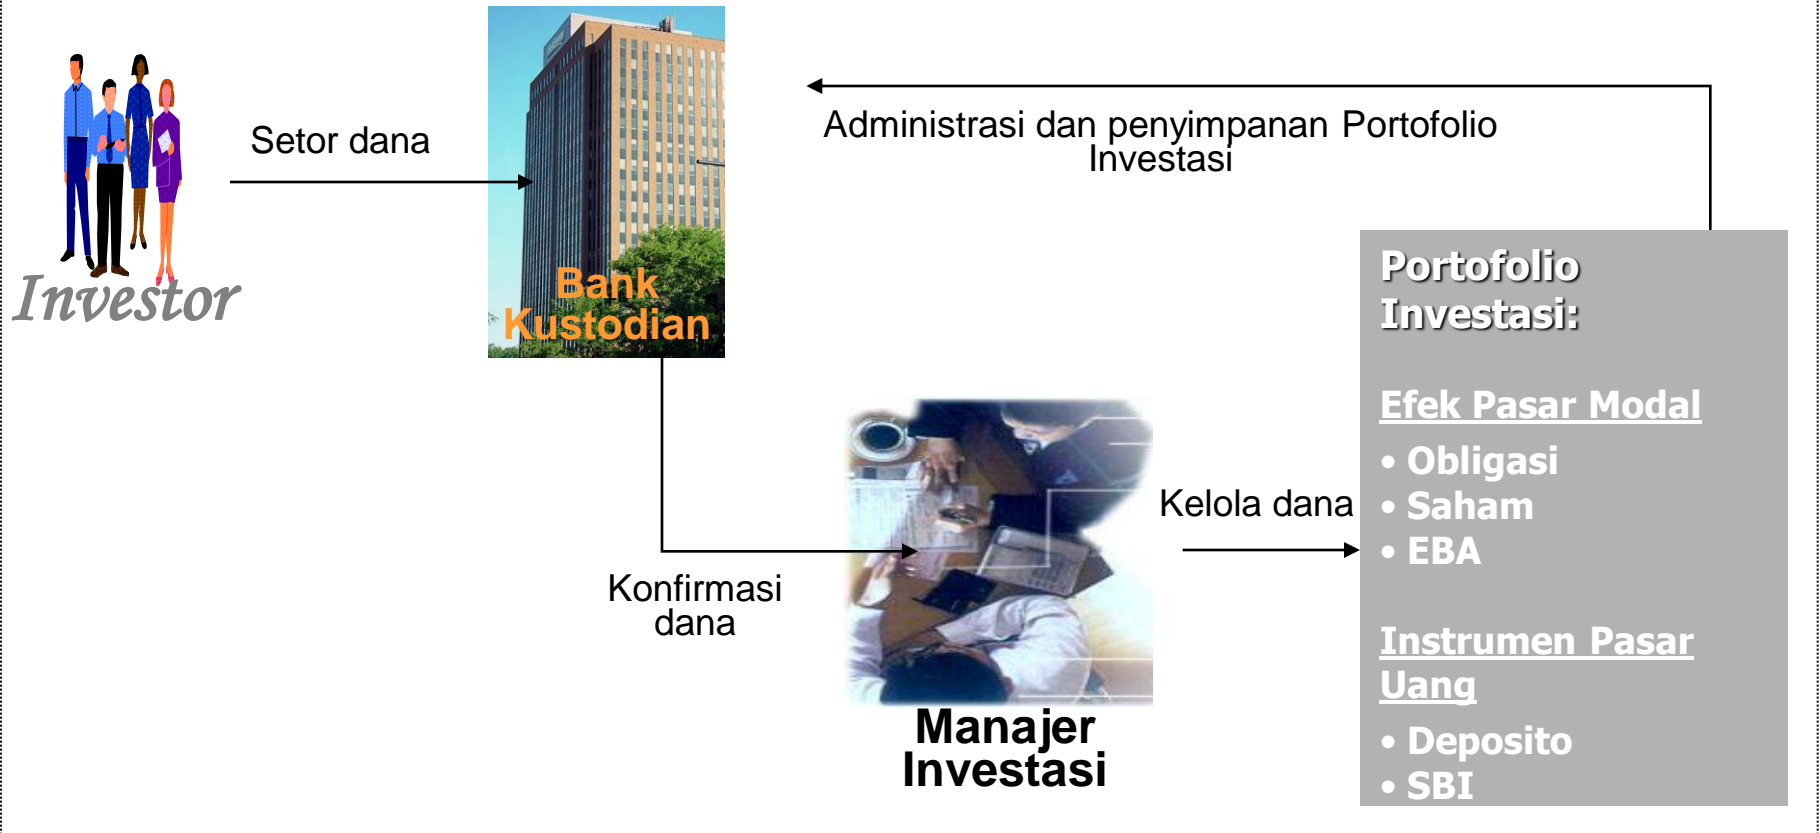 Setor dana
Investor
Bank
Kustodian
Administrasi dan penyimpanan Portofolio
Investasi
Konfirmasi
dana
Manajer
Investasi
Kelola dana
Portofolio
Investasi:
Efek Pasar Modal
• Obligasi
• Saham
• EBA
Instrumen Pasar
Uang
• Deposito
• SBI